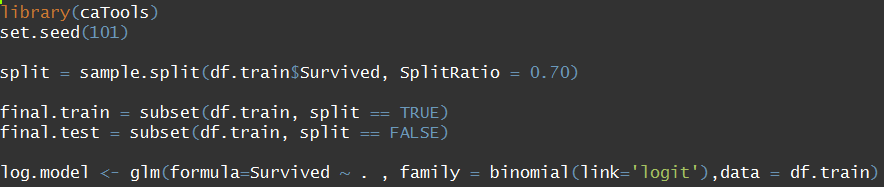 library(caTools)
set.seed(101)
split = sample.split(df.train$Survived, SplitRatio = 0.70)
final.train = subset(df.train, split == TRUE)
final.test = subset(df.train, split == FALSE)
log.model <- glm(formula=Survived ~ . , family = binomial(link='logit'),data = df.train)